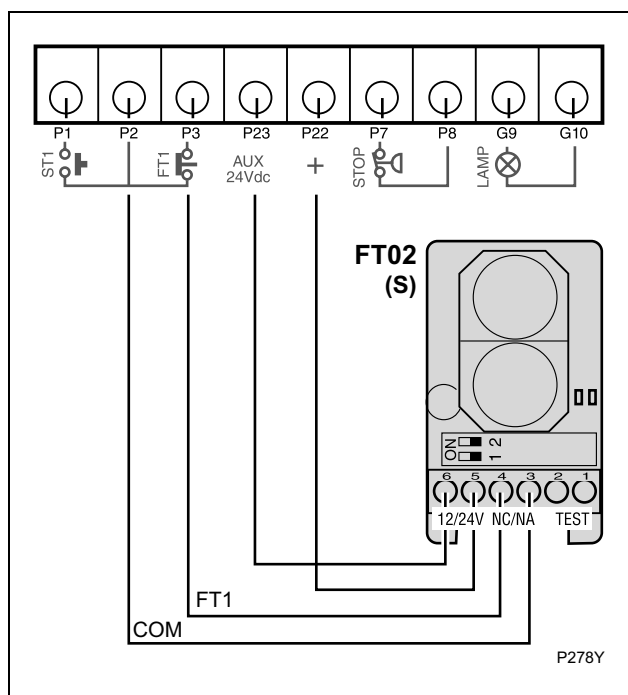 P1 P2 P3 P23 P22 P7 P8 G9 G10
ST1
FT1
AUX
24Vdc
+
STOP
LAMP
FT02
(S)
ON
1 2
6 5 4 3 2 1
12/24V NC/NA TEST
FT1
COM
P278Y